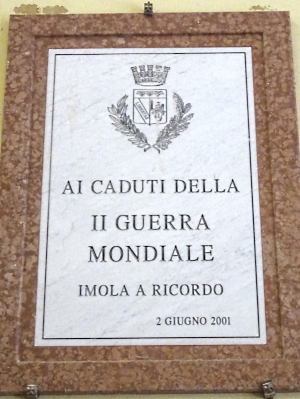 AI CADUTI DELLA
II GUERRA
MONDIALE
IMOLA A RICORDO
2 GIUGNO 2001